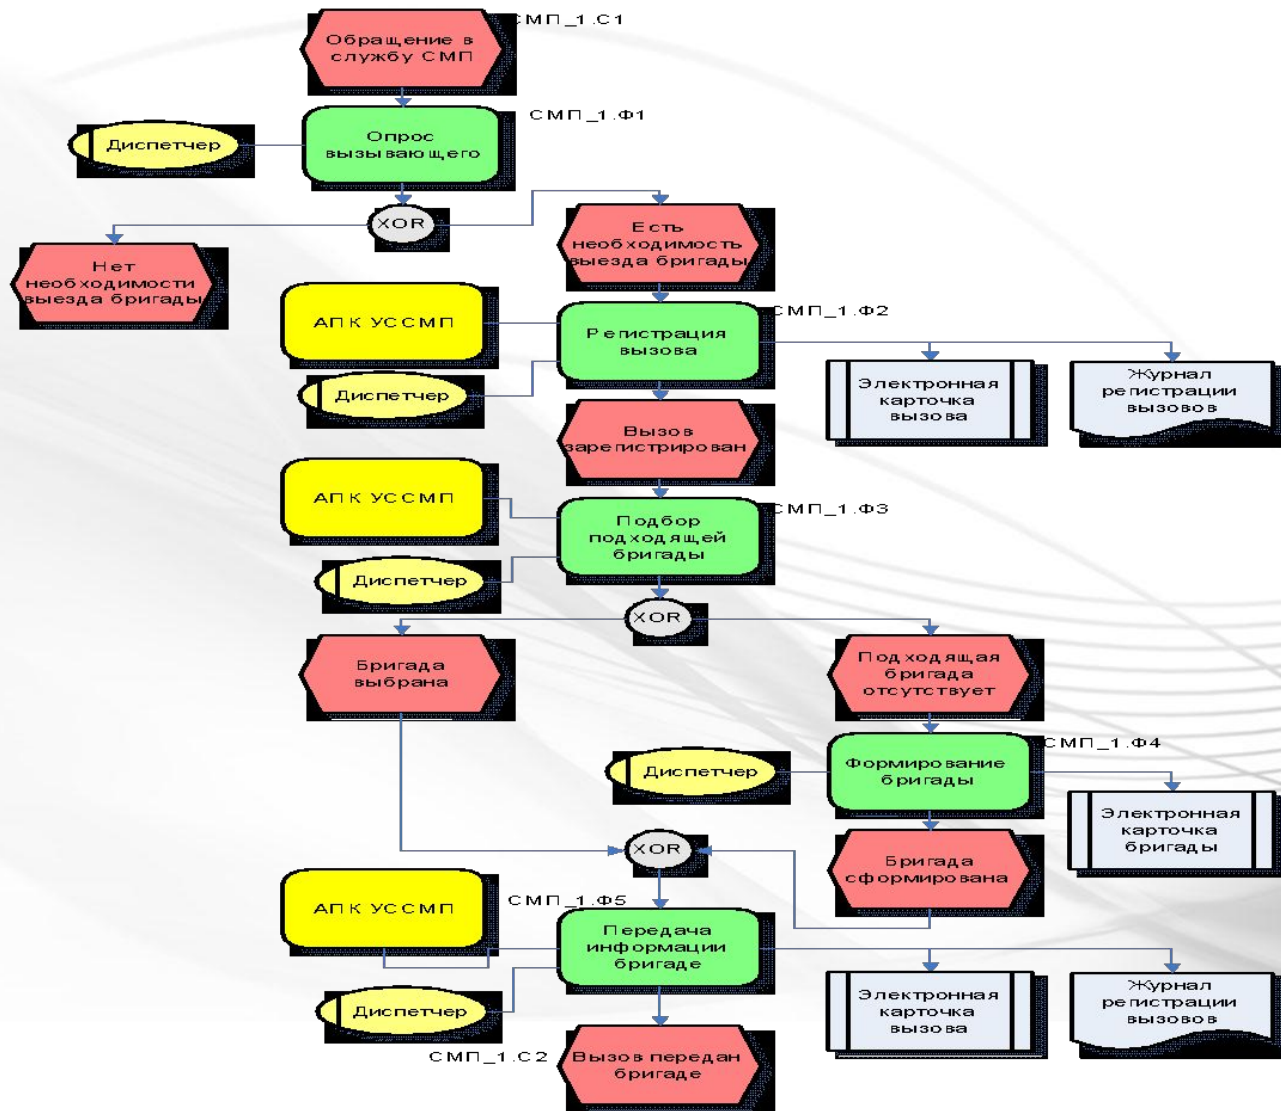 СМП_1.С1
Обращение в
службу СМП
СМП_1.Ф1
Диспетчер
Опрос
вызывающего
XOR
Есть
необходимость
выезда бригады
Нет
необходимости
выезда бригады
СМП_1.Ф2
АПК УССМП
Регистрация
вызова
Диспетчер
Электронная
карточка
вызова
Журнал
регистрации
вызовов
Вызов
зарегистрирован
АПК УССМП
СМП_1.Ф3
Подбор
подходящей
бригады
Диспетчер
XOR
Бригада
выбрана
Подходящая
бригада
отсутствует
СМП_1.Ф4
Диспетчер
Формирование
бригады
Электронная
карточка
бригады
XOR
Бригада
сформирована
АПК УССМП
СМП_1.Ф5
Передача
информации
бригаде
Диспетчер
Электронная
карточка
вызова
Журнал
регистрации
вызовов
СМП_1.С2
Вызов передан
бригаде